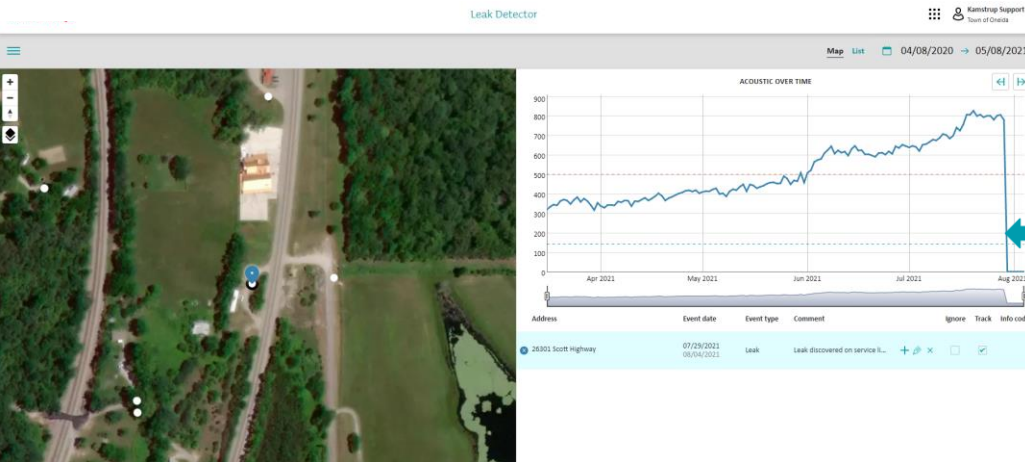 Leak Detector
Kamstrup Support
Town of Oneida
Map List 04/08/2020 → 05/08/2021
ACOUSTIC OVER TIME
900
800
700
600
500
400
300
200
100
0
Apr 2021 May 2021 Jun 2021 Jul 2021 Aug 2021
Address Event date Event type Comment Ignore Track Info cod
26301 Scott Highway 07/29/2021 Leak Leak discovered on service li...
08/04/2021